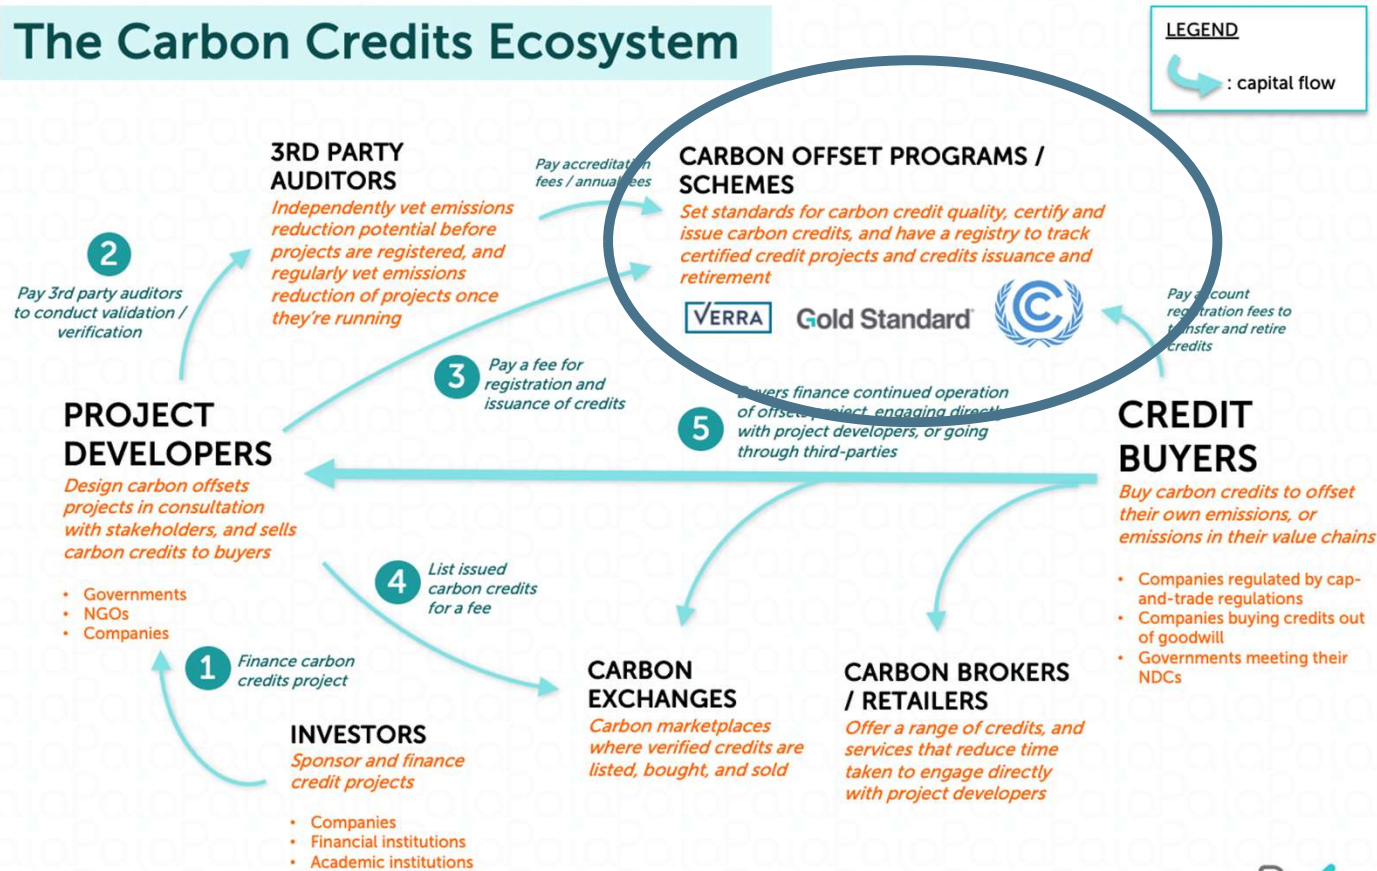 The Carbon Credits Ecosystem
LEGEND
: capital flow
3RD PARTY
AUDITORS
Independently vet emissions
reduction potential before
projects are registered, and
regularly vet emissions
reduction of projects once
they're running
Pay accreditation
fees / annual fees
CARBON OFFSET PROGRAMS /
SCHEMES
Set standards for carbon credit quality, certify and
issue carbon credits, and have a registry to track
certified credit projects and credits issuance and
retirement
VERRA
Gold Standard
2
Pay 3rd party auditors
to conduct validation /
verification
Pay account
registration fees to
transfer and retire
credits
3
Pay a fee for
registration and
issuance of credits
5
Buyers finance continued operation
of offsets project, engaging directly
with project developers, or going
through third-parties
PROJECT
DEVELOPERS
Design carbon offsets
projects in consultation
with stakeholders, and sells
carbon credits to buyers
• Governments
• NGOs
• Companies
CREDIT
BUYERS
Buy carbon credits to offset
their own emissions, or
emissions in their value chains
• Companies regulated by cap-
and-trade regulations
• Companies buying credits out
of goodwill
• Governments meeting their
NDCs
4
List issued
carbon credits
for a fee
1
Finance carbon
credits project
INVESTORS
Sponsor and finance
credit projects
• Companies
• Financial institutions
• Academic institutions
CARBON
EXCHANGES
Carbon marketplaces
where verified credits are
listed, bought, and sold
CARBON BROKERS
/ RETAILERS
Offer a range of credits, and
services that reduce time
taken to engage directly
with project developers